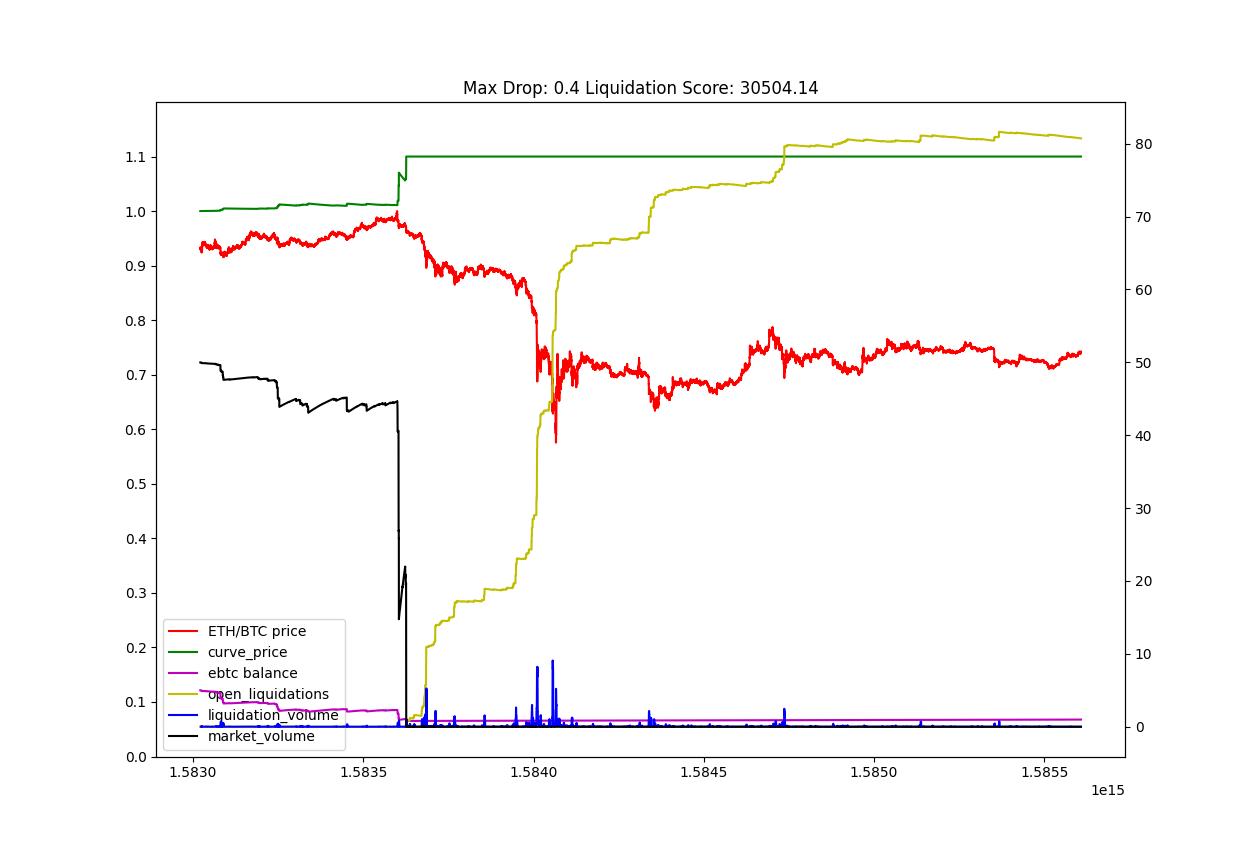 Max Drop: 0.4 Liquidation Score: 30504.14
1.1
1.0
0.9
0.8
0.7
0.6
0.5
0.4
0.3
0.2
0.1
0.0
80
70
60
50
40
30
20
10
0
ETH/BTC price
curve_price
ebtc balance
open_liquidations
liquidation_volume
market_volume
1.5830 1.5835 1.5840 1.5845 1.5850 1.5855
1e15